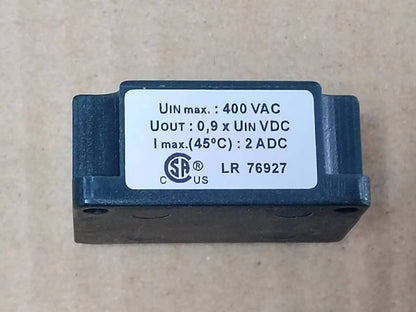 UIN max. : 400 VAC
UOUT : 0,9 x UIN VDC
I max.(45ºC) : 2 ADC
CSA ® LR 76927
C US